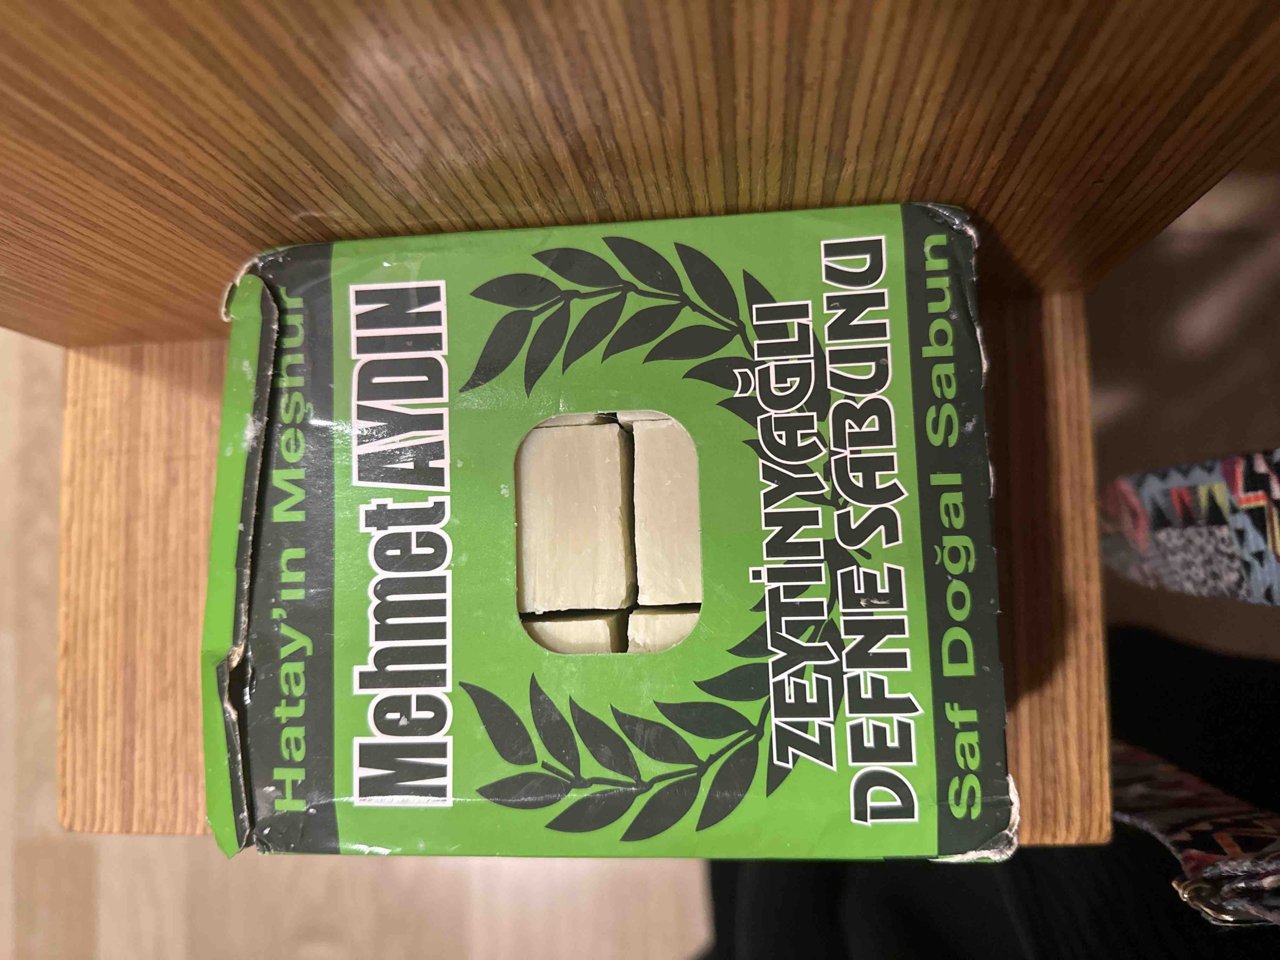 Hatay'ın Meşhur
Mehmet AYDIN
ZEYTİNYAĞLI
DEFNE SABUNU
Saf Doğal Sabun